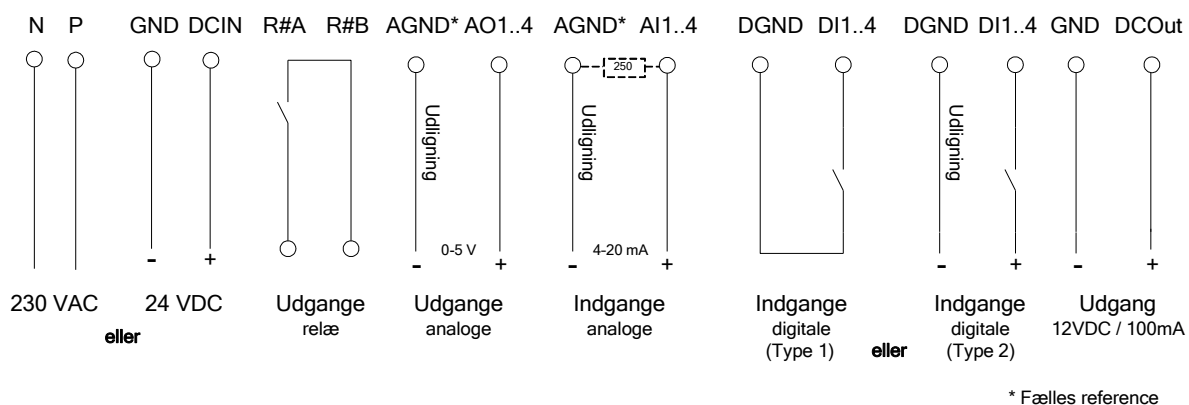 N P GND DCIN R#A R#B AGND* AO1..4 AGND* AI1..4 DGND DI1..4 DGND DI1..4 GND DCOut
250
Udligning
Udligning
Udligning
0-5 V
4-20 mA
- + - + - + - + - +
230 VAC 24 VDC Udgange Udgange Indgange Indgange Indgange Udgang
relæ analoge analoge digitale digitale 12VDC / 100mA
eller
(Type 1) eller (Type 2)
* Fælles reference